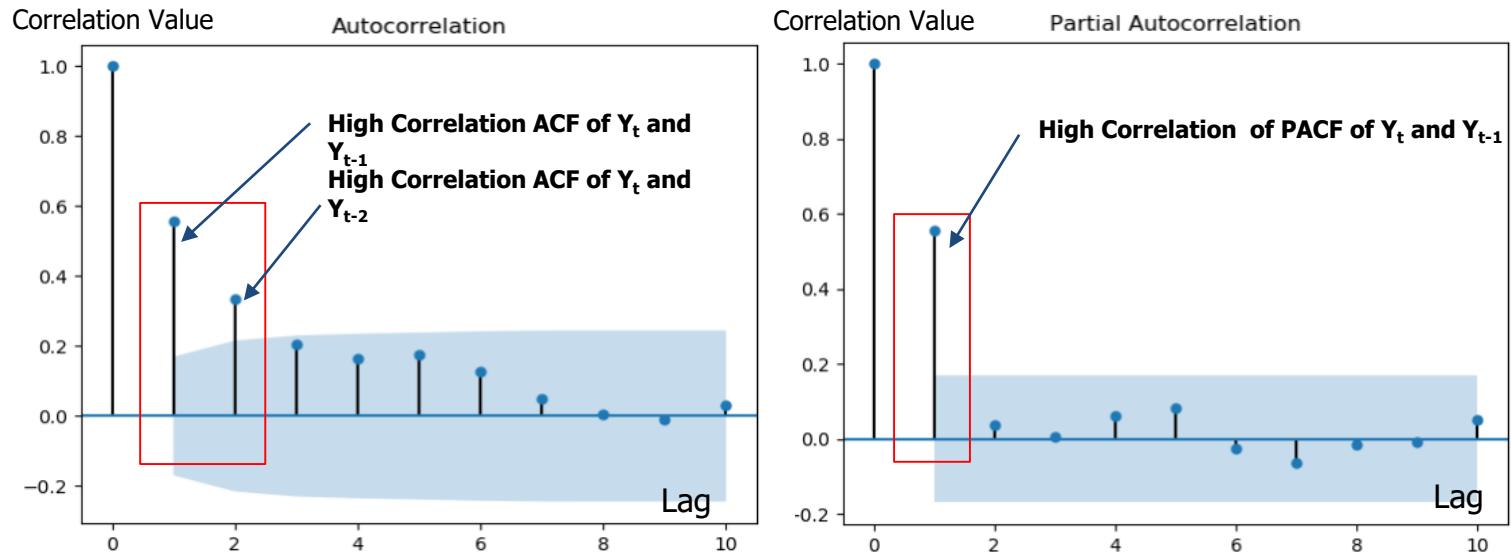 Correlation Value
Autocorrelation
1.0
0.8
0.6
0.4
0.2
0.0
−0.2
High Correlation ACF of Yt and
Yt-1
High Correlation ACF of Yt and
Yt-2
Lag
0 2 4 6 8 10
Correlation Value
Partial Autocorrelation
1.0
0.8
0.6
0.4
0.2
0.0
-0.2
High Correlation of PACF of Yt and Yt-1
Lag
0 2 4 6 8 10